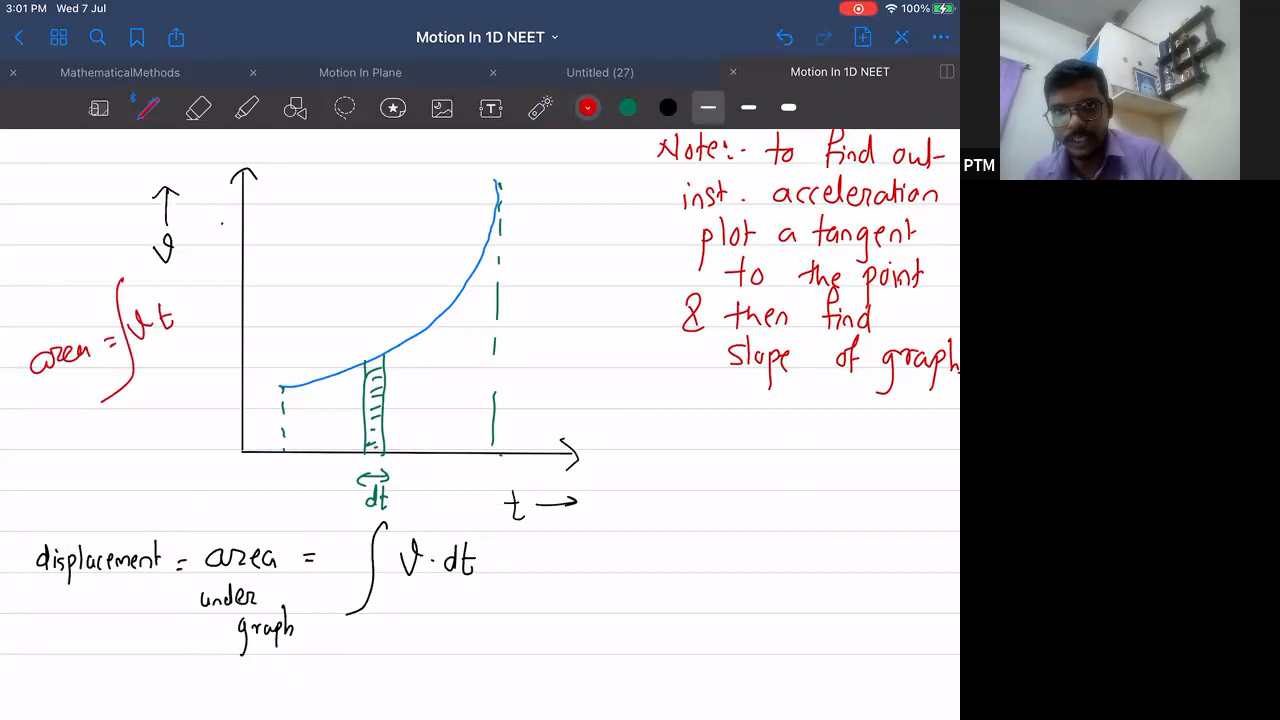 3:01 PM Wed 7 Jul
100%
Motion In 1D NEET
MathematicalMethods
Motion In Plane
Untitled (27)
Motion In 1D NEET
T
PTM
Note:- to find out
inst. acceleration
plot a tangent
to the point
& then find
slope of graph
v
area = ∫v t
dt
t
displacement = area = ∫ v · dt
under
graph